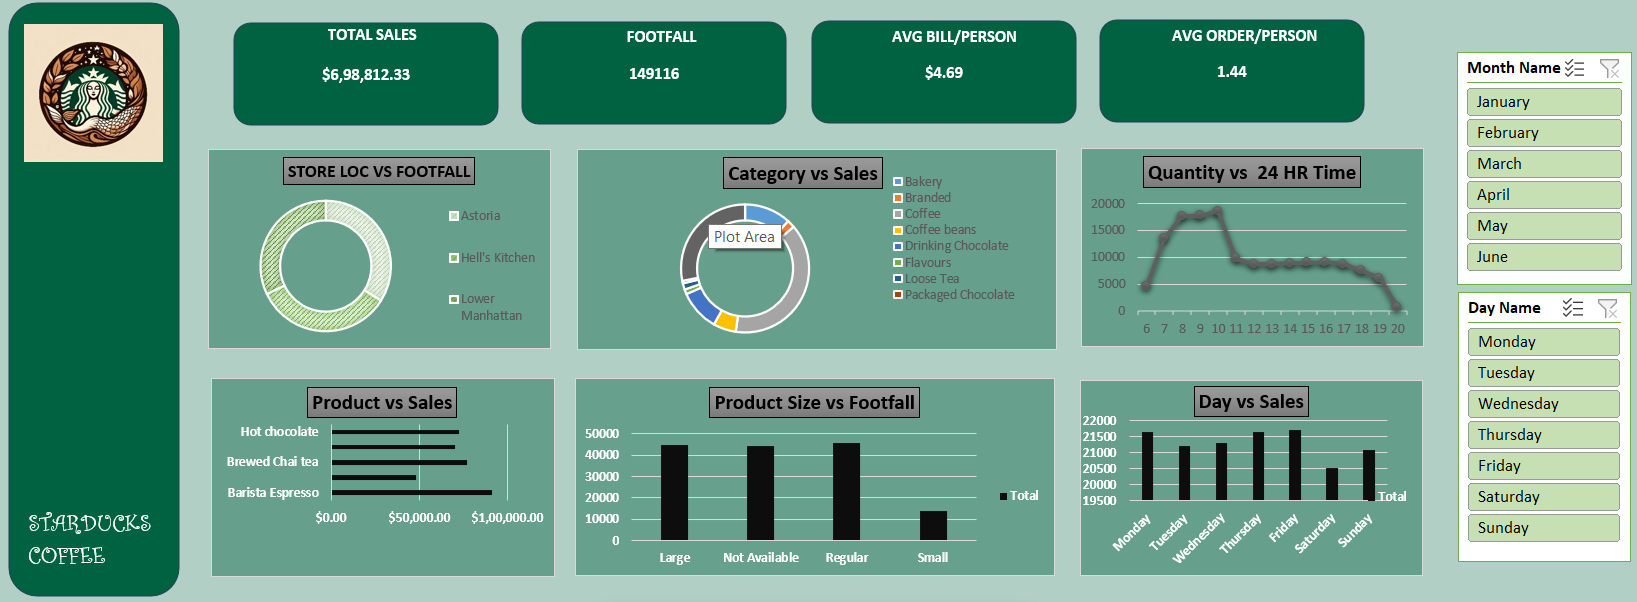 TOTAL SALES
$6,98,812.33
FOOTFALL
149116
AVG BILL/PERSON
$4.69
AVG ORDER/PERSON
1.44
STARDUCKS
COFFEE
STORE LOC VS FOOTFALL
Astoria
Hell's Kitchen
Lower
Manhattan
Category vs Sales
Plot Area
Bakery
Branded
Coffee
Coffee beans
Drinking Chocolate
Flavours
Loose Tea
Packaged Chocolate
Quantity vs 24 HR Time
20000
15000
10000
5000
0
6 7 8 9 10 11 12 13 14 15 16 17 18 19 20
Product vs Sales
Hot chocolate
Brewed Chai tea
Barista Espresso
$0.00 $50,000.00 $1,00,000.00
Product Size vs Footfall
50000
40000
30000
20000
10000
0
Large Not Available Regular Small
Total
Day vs Sales
22000
21500
21000
20500
20000
19500
Monday Tuesday Wednesday Thursday Friday Saturday Sunday
Total
Month Name
January
February
March
April
May
June
Day Name
Monday
Tuesday
Wednesday
Thursday
Friday
Saturday
Sunday